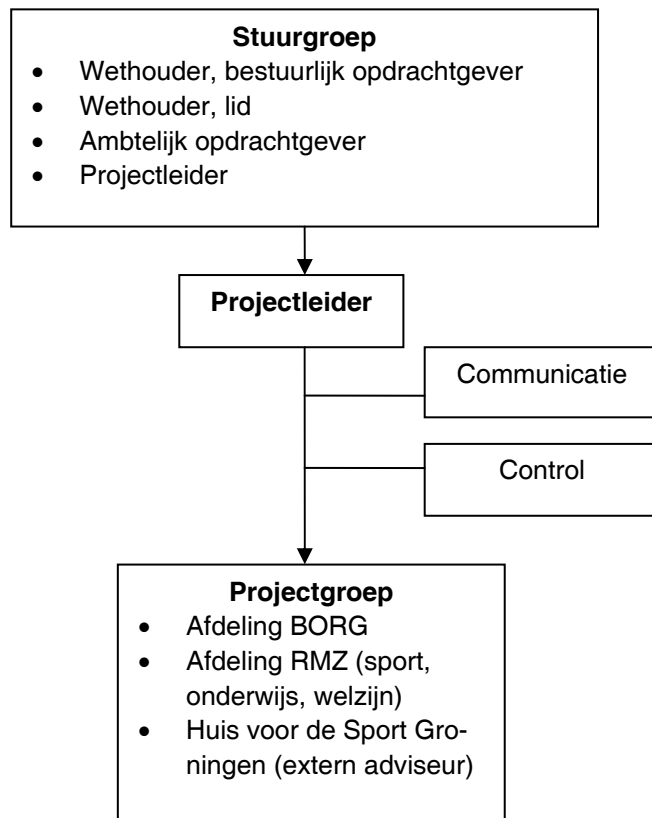 Stuurgroep
• Wethouder, bestuurlijk opdrachtgever
• Wethouder, lid
• Ambtelijk opdrachtgever
• Projectleider
Projectleider
Communicatie
Control
Projectgroep
• Afdeling BORG
• Afdeling RMZ (sport,
onderwijs, welzijn)
• Huis voor de Sport Gro-
ningen (extern adviseur)